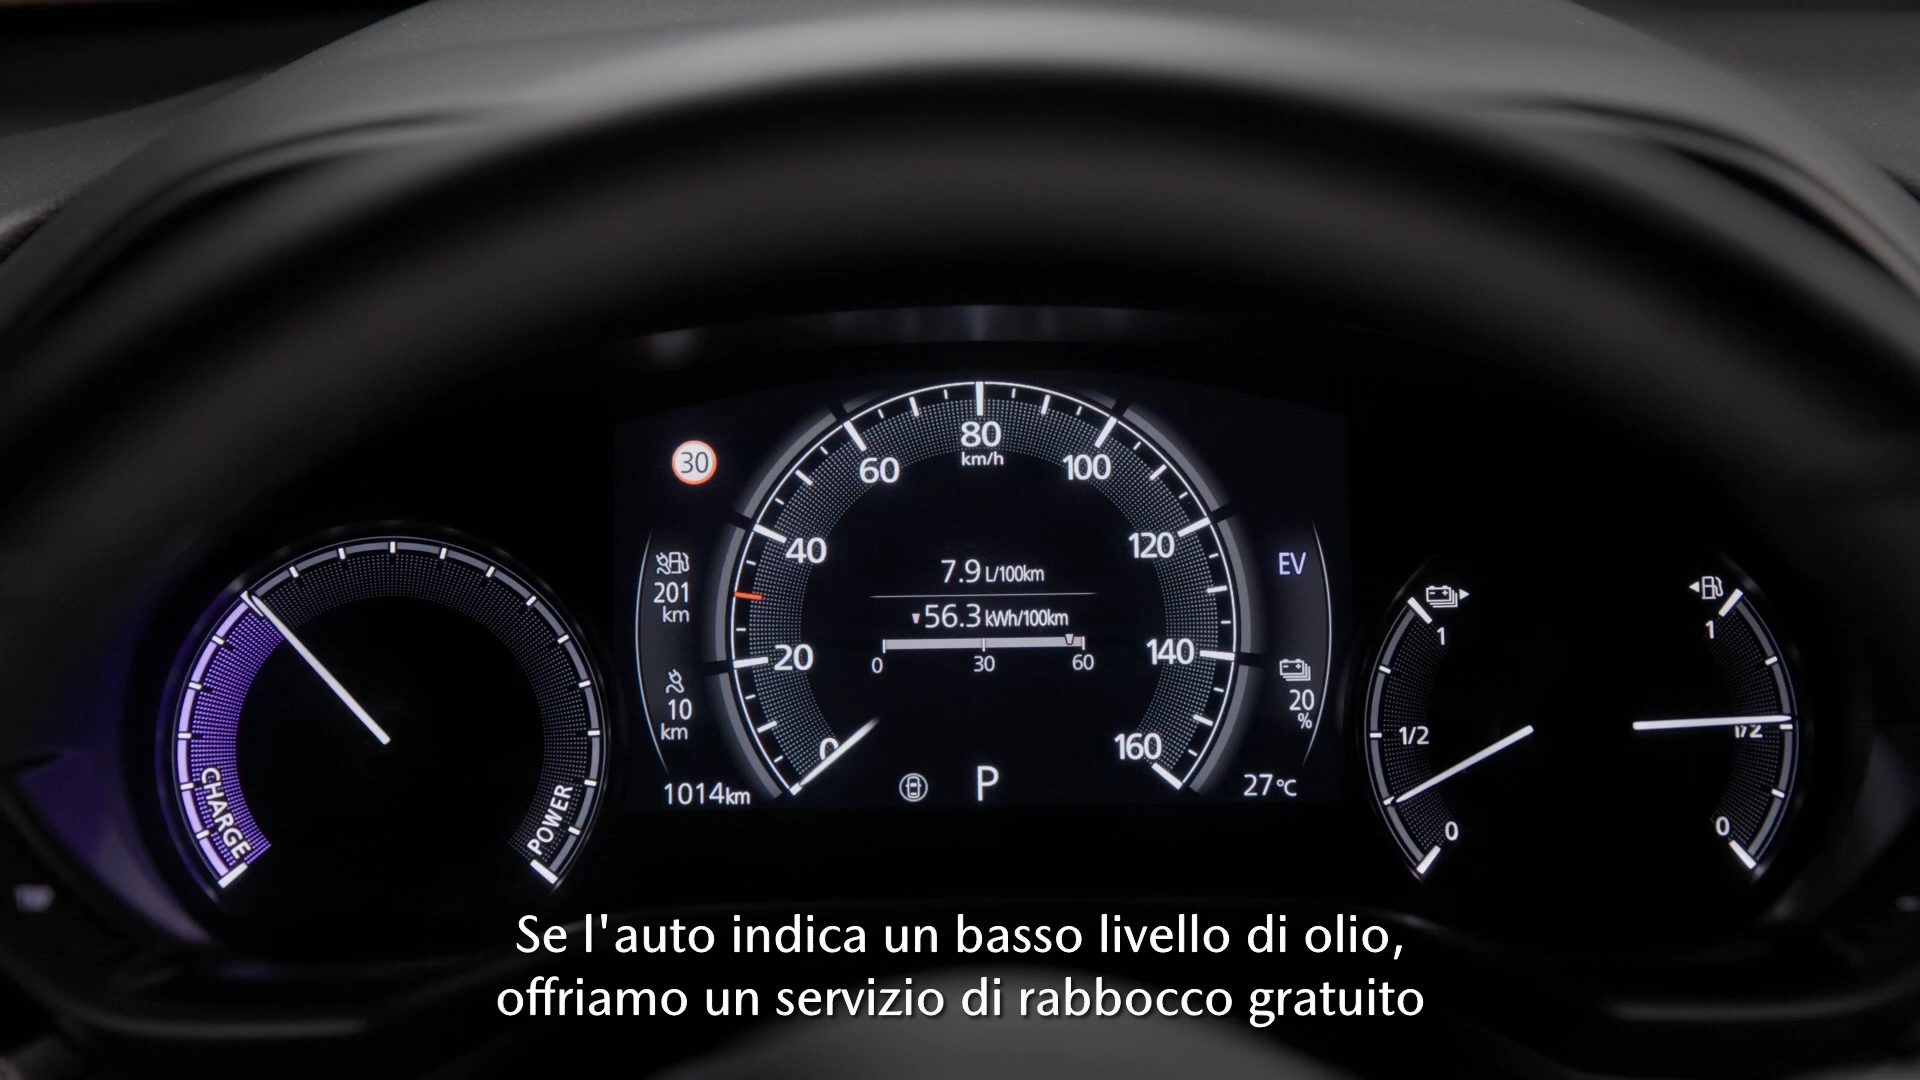 30
80
km/h
60
100
40
120
20
140
0
160
7.9 L/100km
56.3 kWh/100km
0 30 60
201
km
10
km
1014km
P
EV
20
%
27°C
CHARGE
POWER
1
1/2
0
1
1/2
0
Se l'auto indica un basso livello di olio,
offriamo un servizio di rabbocco gratuito